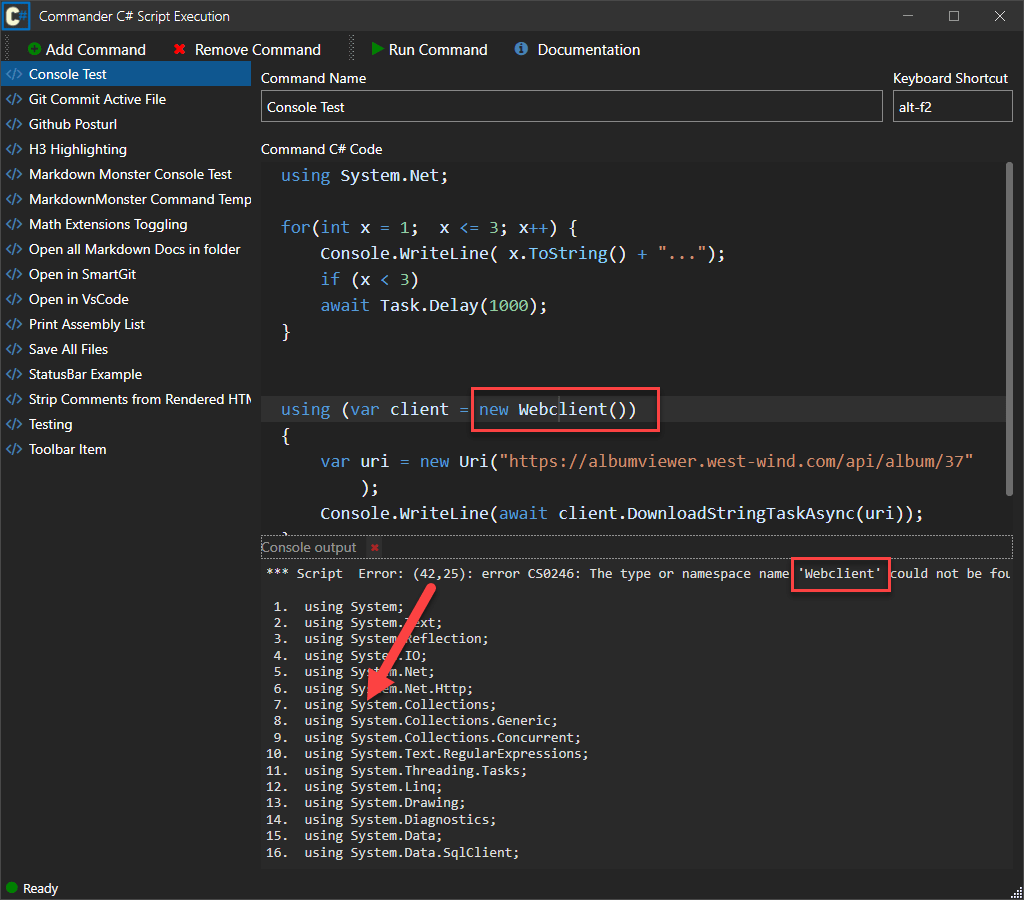 C#
Commander C# Script Execution
Add Command
Remove Command
Run Command
Documentation
Console Test
Git Commit Active File
Github Posturl
H3 Highlighting
Markdown Monster Console Test
MarkdownMonster Command Temp
Math Extensions Toggling
Open all Markdown Docs in folder
Open in SmartGit
Open in VsCode
Print Assembly List
Save All Files
StatusBar Example
Strip Comments from Rendered HTM
Testing
Toolbar Item
Command Name
Keyboard Shortcut
Console Test
alt-f2
Command C# Code
using System.Net;
for(int x = 1;  x <= 3; x++) {
Console.WriteLine( x.ToString() + "...");
if (x < 3)
await Task.Delay(1000);
}
using (var client = new Webclient())
{
var uri = new Uri("https://albumviewer.west-wind.com/api/album/37"
);
Console.WriteLine(await client.DownloadStringTaskAsync(uri));
Console output
*** Script  Error: (42,25): error CS0246: The type or namespace name 'Webclient' could not be fou
1.  using System;
2.  using System.Text;
3.  using System.Reflection;
4.  using System.IO;
5.  using System.Net;
6.  using System.Net.Http;
7.  using System.Collections;
8.  using System.Collections.Generic;
9.  using System.Collections.Concurrent;
10.  using System.Text.RegularExpressions;
11.  using System.Threading.Tasks;
12.  using System.Linq;
13.  using System.Drawing;
14.  using System.Diagnostics;
15.  using System.Data;
16.  using System.Data.SqlClient;
Ready